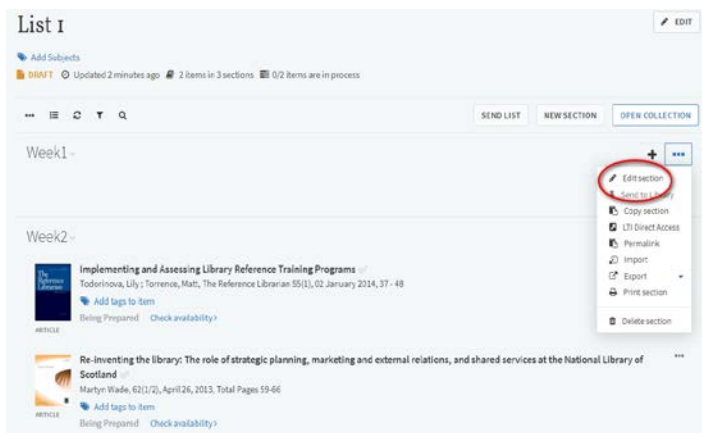 List 1
EDIT
Add Subjects
DRAFT Updated 2 minutes ago 2 items in 3 sections 0/2 items are in process
SEND LIST NEW SECTION OPEN COLLECTION
Week1
Edit section
Send to Library
Copy section
LTI Direct Access
Permalink
Import
Export
Print section
Delete section
Week2
The Reference Librarian
Implementing and Assessing Library Reference Training Programs
Todorinova, Lily ; Torrence, Matt, The Reference Librarian 55(1), 02 January 2014, 37 - 48
Add tags to item
Being Prepared Check availability>
ARTICLE
Re-inventing the library: The role of strategic planning, marketing and external relations, and shared services at the National Library of
Scotland
Martyn Wade, 62(1/2), April 26, 2013, Total Pages 59-66
Add tags to item
ARTICLE
Being Prepared Check availability>